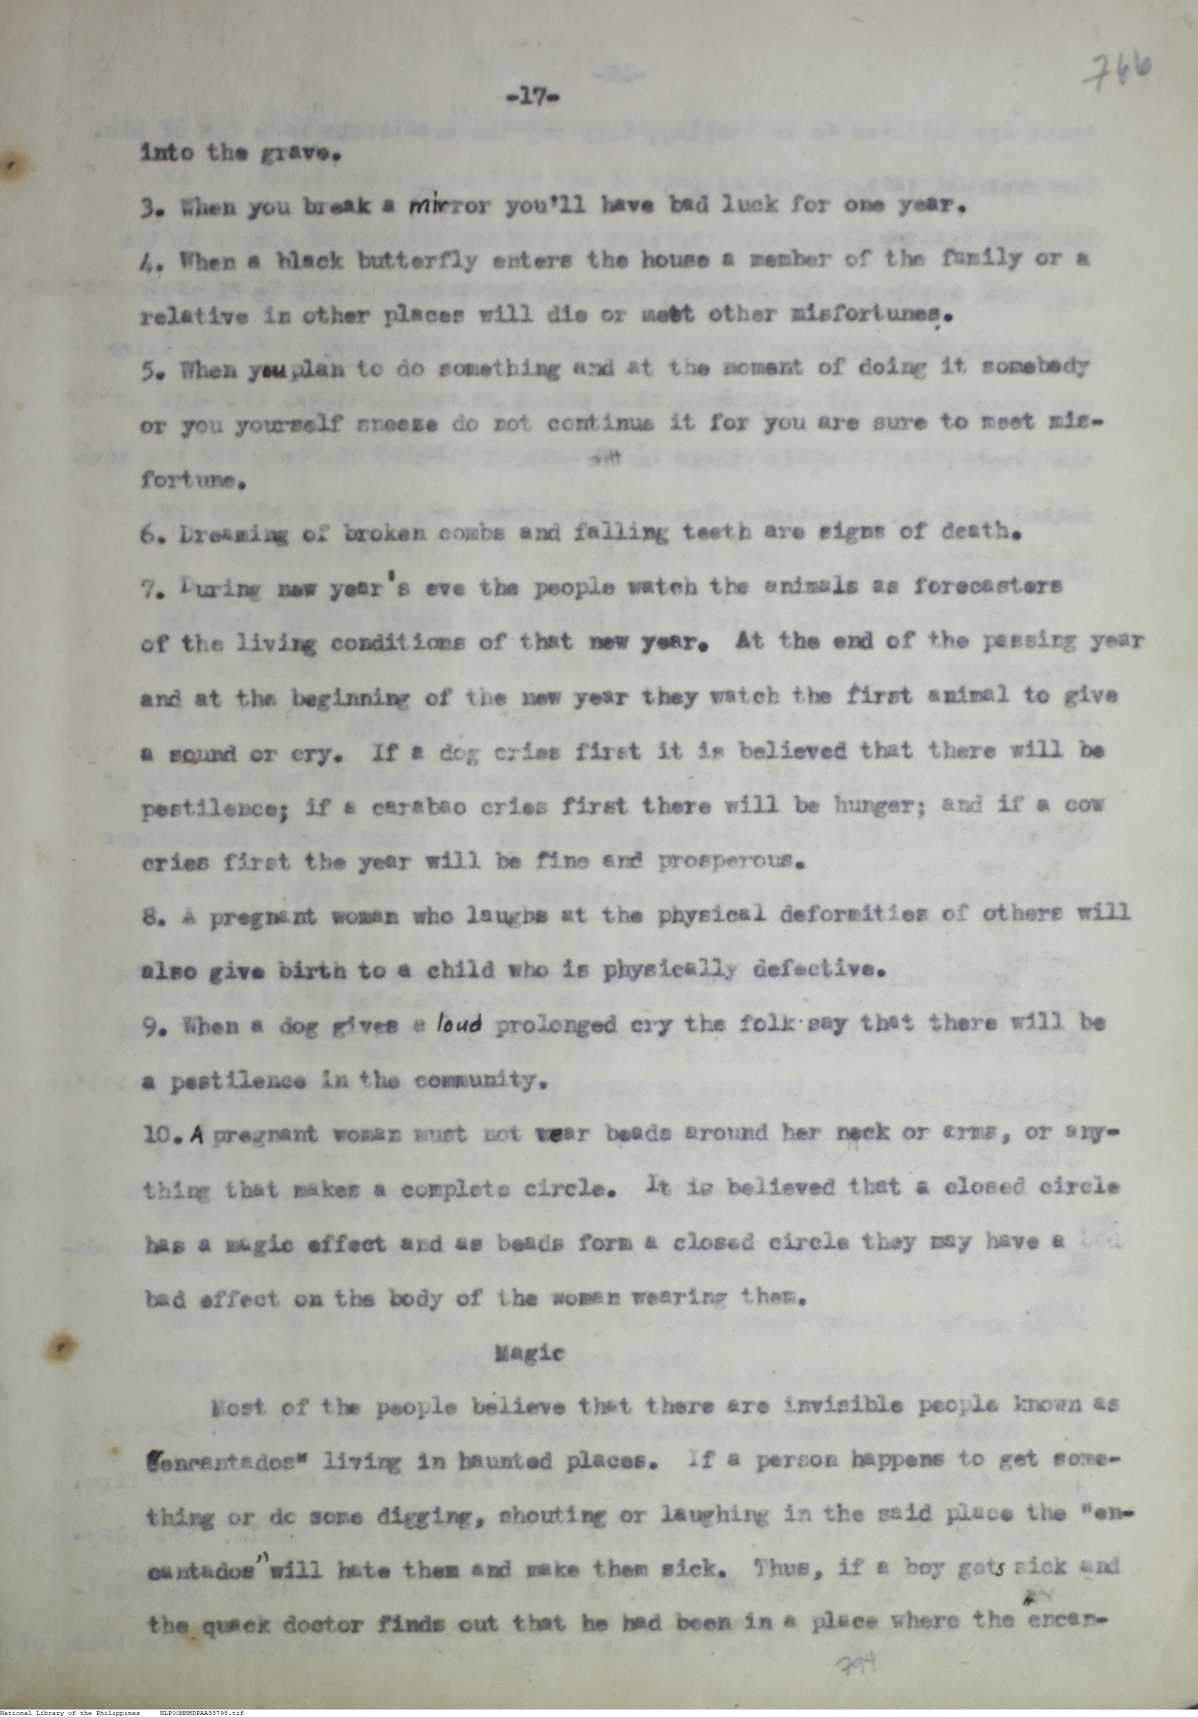 766
-17-
into the grave.
3. When you break a mirror you'll have bad luck for one year.
4. When a black butterfly enters the house a member of the family or a
relative in other places will die or meet other misfortunes.
5. When you plan to do something and at the moment of doing it somebody
or you yourself sneeze do not continue it for you are sure to meet mis-
fortune.
6. Dreaming of broken combs and falling teeth are signs of death.
7. During new year's eve the people watch the animals as forecasters
of the living conditions of that new year. At the end of the passing year
and at the beginning of the new year they watch the first animal to give
a sound or cry. If a dog cries first it is believed that there will be
pestilence; if a carabao cries first there will be hunger; and if a cow
cries first the year will be fine and prosperous.
8. A pregnant woman who laughs at the physical deformities of others will
also give birth to a child who is physically defective.
9. When a dog gives a loud prolonged cry the folk say that there will be
a pestilence in the community.
10. A pregnant woman must not wear beads around her neck or arms, or any-
thing that makes a complete circle. It is believed that a closed circle
has a magic effect and as beads form a closed circle they may have a
bad effect on the body of the woman wearing them.
Magic
Most of the people believe that there are invisible people known as
"encantados" living in haunted places. If a person happens to get some-
thing or do some digging, shouting or laughing in the said place the "en-
cantados" will hate them and make them sick. Thus, if a boy gets sick and
the quack doctor finds out that he had been in a place where the "encan-
794
National Library of the Philippines NLPOOMNMDPAA33795.tif